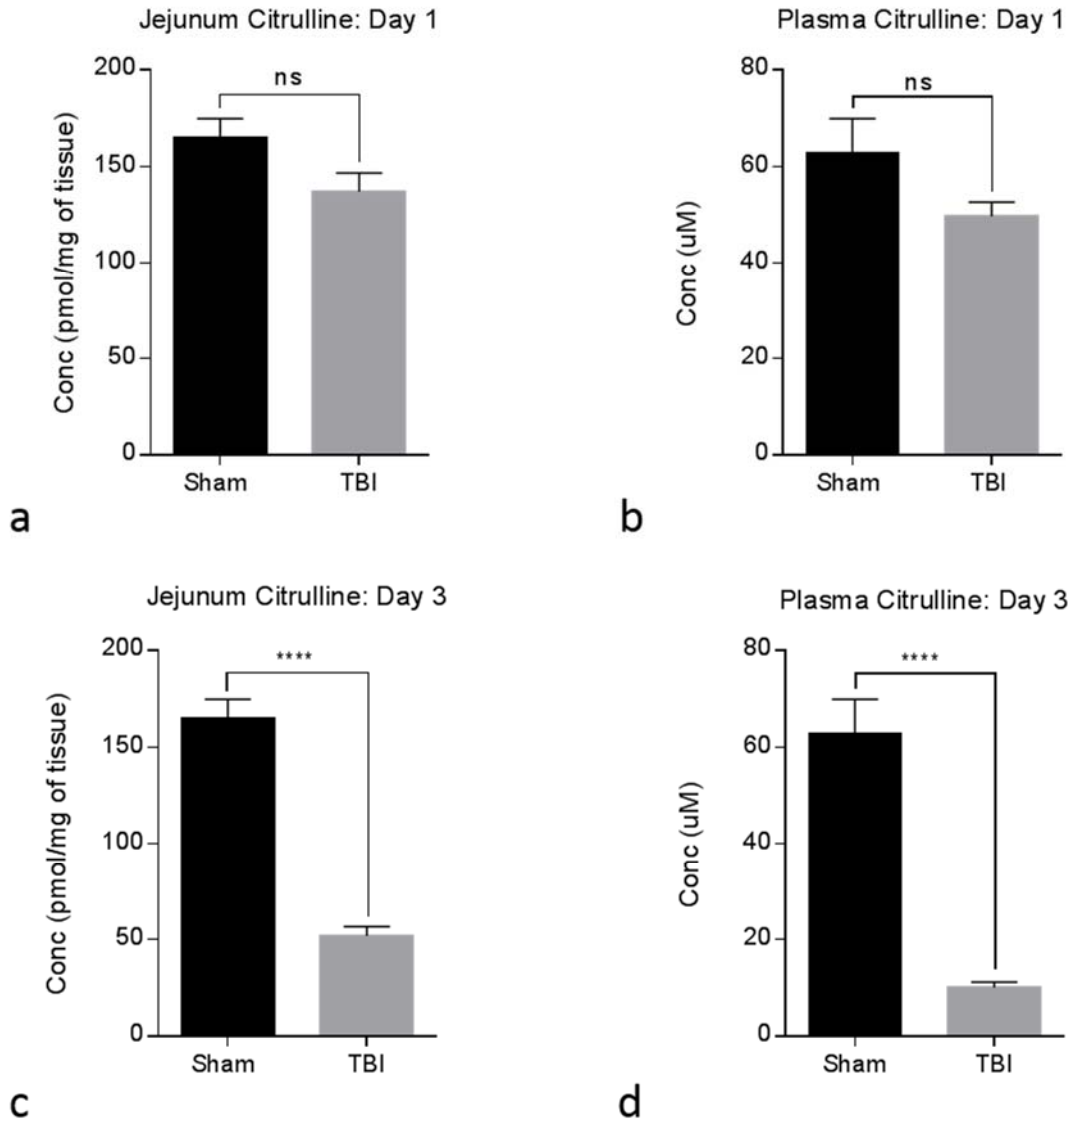 Jejunum Citrulline: Day 1
200
150
100
50
0
Conc (pmol/mg of tissue)
ns
Sham TBI
a
Plasma Citrulline: Day 1
80
60
40
20
0
Conc (uM)
ns
Sham TBI
b
Jejunum Citrulline: Day 3
200
150
100
50
0
Conc (pmol/mg of tissue)
****
Sham TBI
c
Plasma Citrulline: Day 3
80
60
40
20
0
Conc (uM)
****
Sham TBI
d